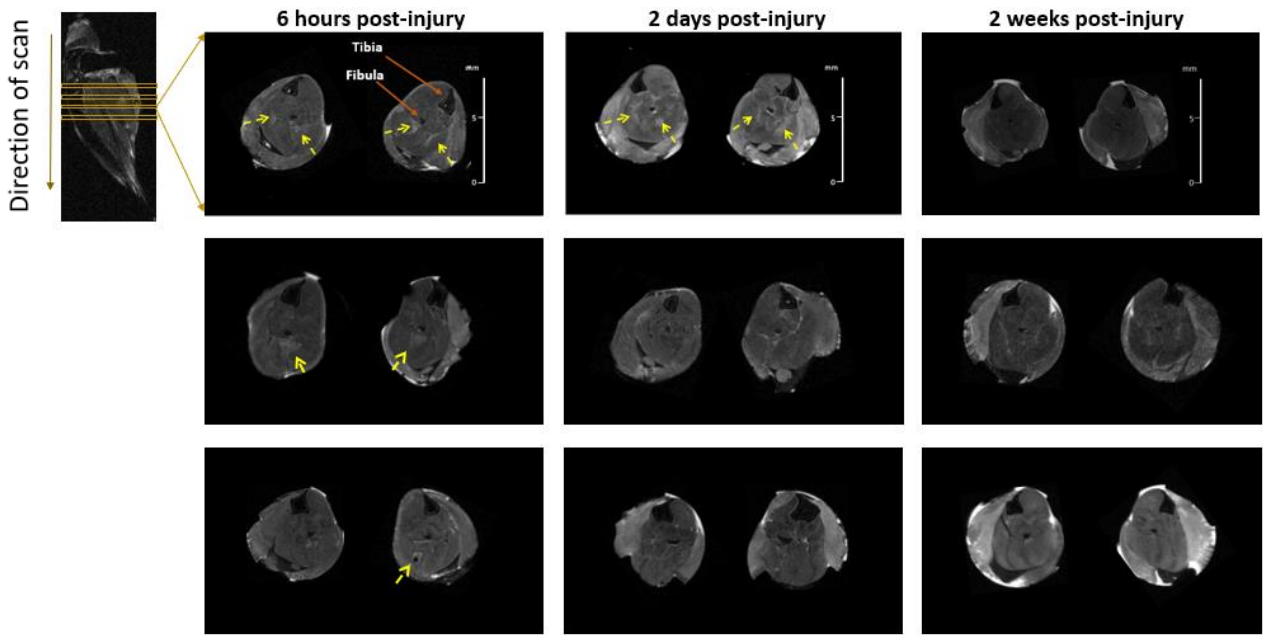 6 hours post-injury
2 days post-injury
2 weeks post-injury
Direction of scan
Tibia
Fibula
mm
5
0
mm
5
0
mm
5
0